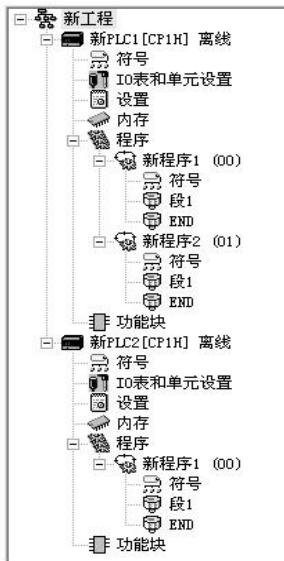 新工程
新PLC1[CP1H] 离线
符号
IO表和单元设置
设置
内存
程序
新程序1 (00)
符号
段1
END
新程序2 (01)
符号
段1
END
功能块
新PLC2[CP1H] 离线
符号
IO表和单元设置
设置
内存
程序
新程序1 (00)
符号
段1
END
功能块